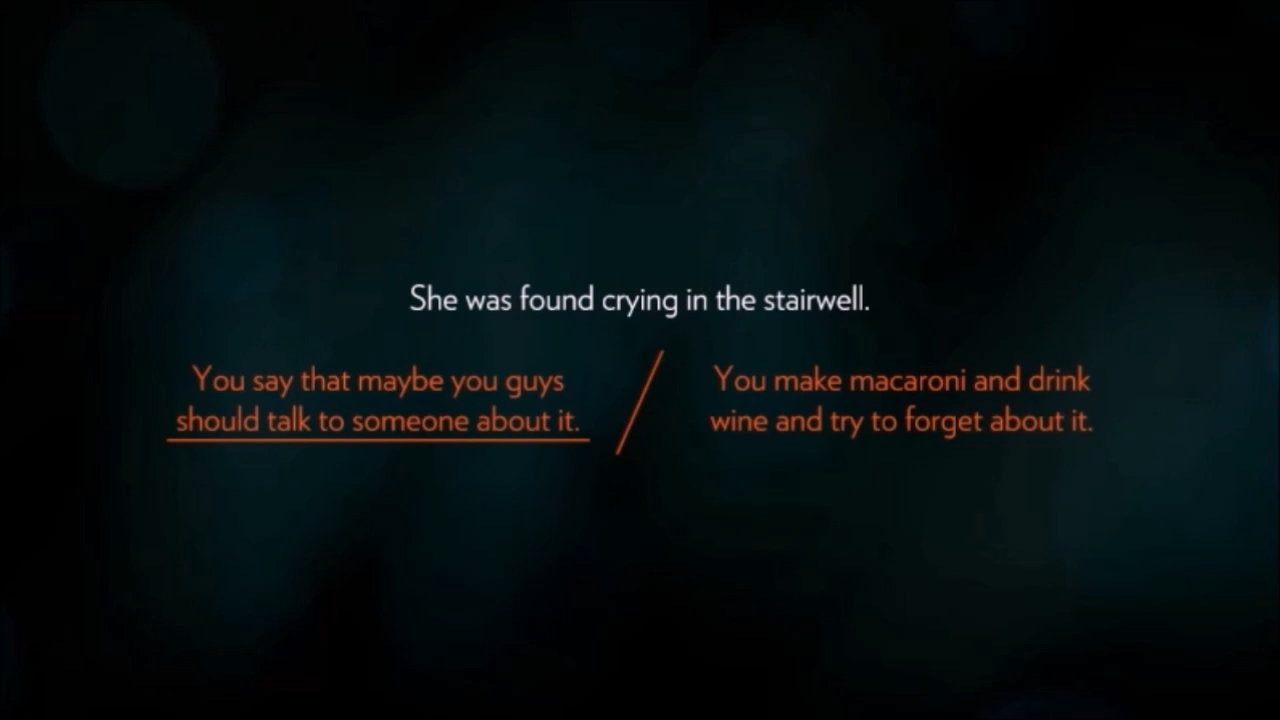 She was found crying in the stairwell.
You say that maybe you guys
should talk to someone about it.
You make macaroni and drink
wine and try to forget about it.